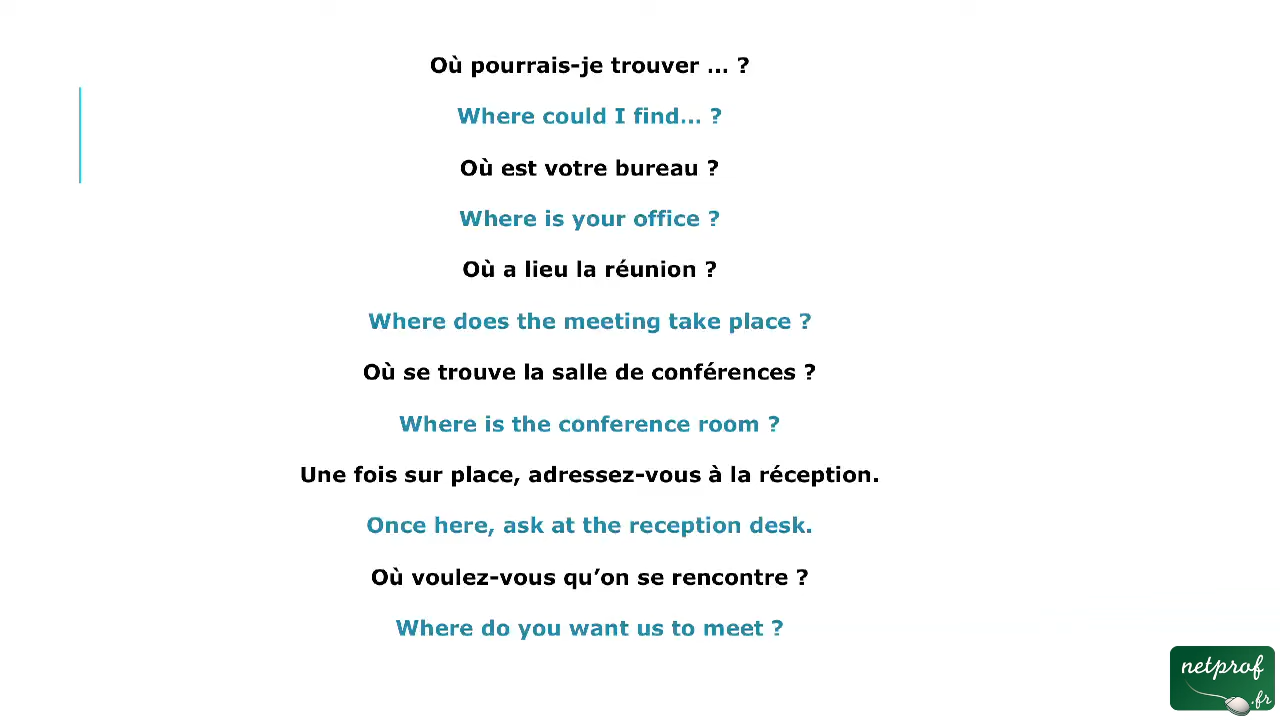 Où pourrais-je trouver … ?
Where could I find… ?
Où est votre bureau ?
Where is your office ?
Où a lieu la réunion ?
Where does the meeting take place ?
Où se trouve la salle de conférences ?
Where is the conference room ?
Une fois sur place, adressez-vous à la réception.
Once here, ask at the reception desk.
Où voulez-vous qu’on se rencontre ?
Where do you want us to meet ?
netprof
.fr